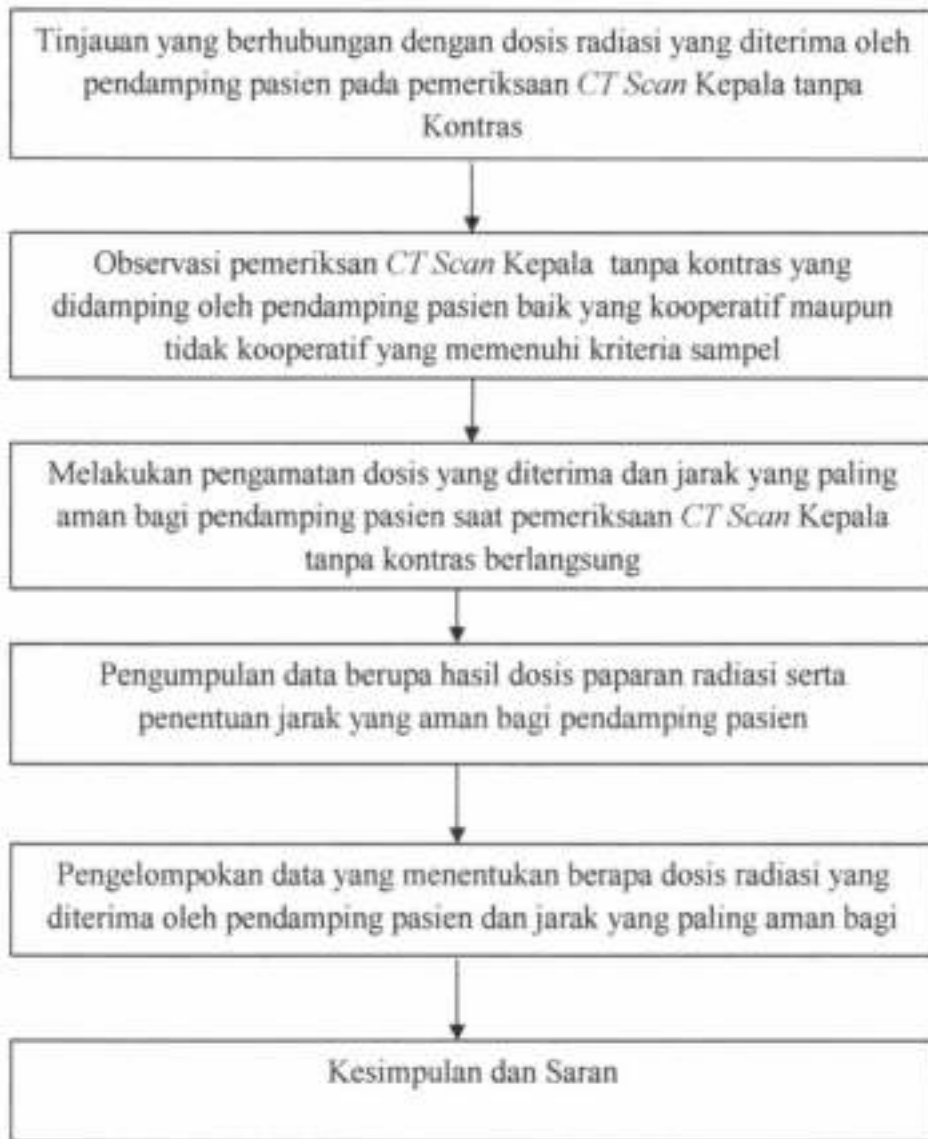 Tinjauan yang berhubungan dengan dosis radiasi yang diterima oleh
pendamping pasien pada pemeriksaan CT Scan Kepala tanpa
Kontras
Observasi pemeriksan CT Scan Kepala tanpa kontras yang
didamping oleh pendamping pasien baik yang kooperatif maupun
tidak kooperatif yang memenuhi kriteria sampel
Melakukan pengamatan dosis yang diterima dan jarak yang paling
aman bagi pendamping pasien saat pemeriksaan CT Scan Kepala
tanpa kontras berlangsung
Pengumpulan data berupa hasil dosis paparan radiasi serta
penentuan jarak yang aman bagi pendamping pasien
Pengelompokan data yang menentukan berapa dosis radiasi yang
diterima oleh pendamping pasien dan jarak yang paling aman bagi
Kesimpulan dan Saran